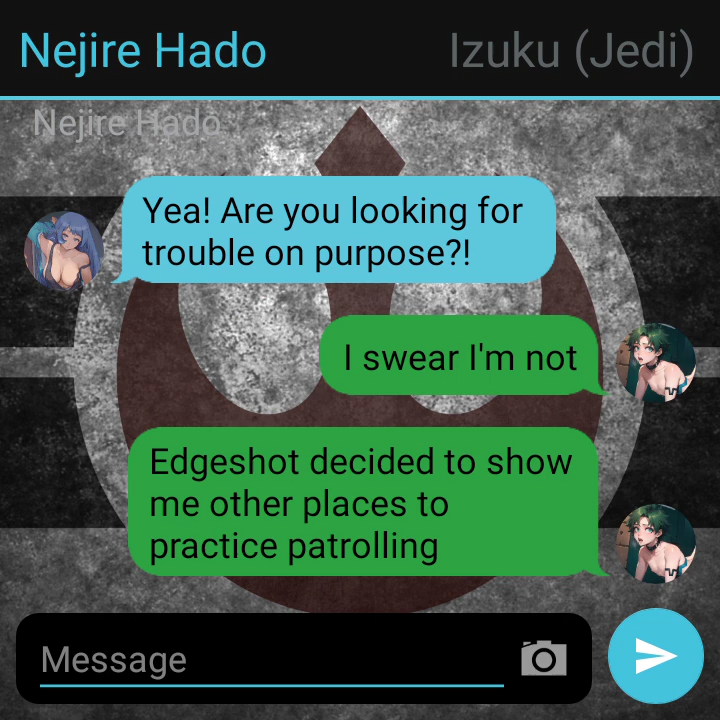 Nejire Hado
Izuku (Jedi)
Nejire Hado
Yea! Are you looking for
trouble on purpose?!
I swear I'm not
Edgeshot decided to show
me other places to
practice patrolling
Message